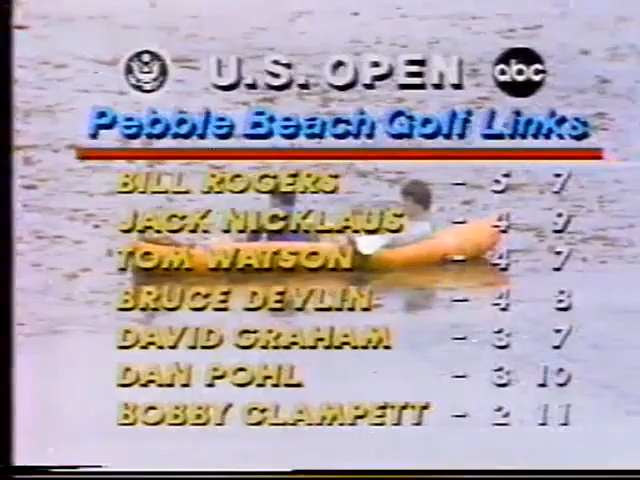 U.S. OPEN abc
Pebble Beach Golf Links
BILL ROGERS - 5 7
JACK NICKLAUS - 4 9
TOM WATSON - 4 7
BRUCE DEVLIN - 4 8
DAVID GRAHAM - 3 7
DAN POHL - 3 10
BOBBY CLAMPETT - 2 11